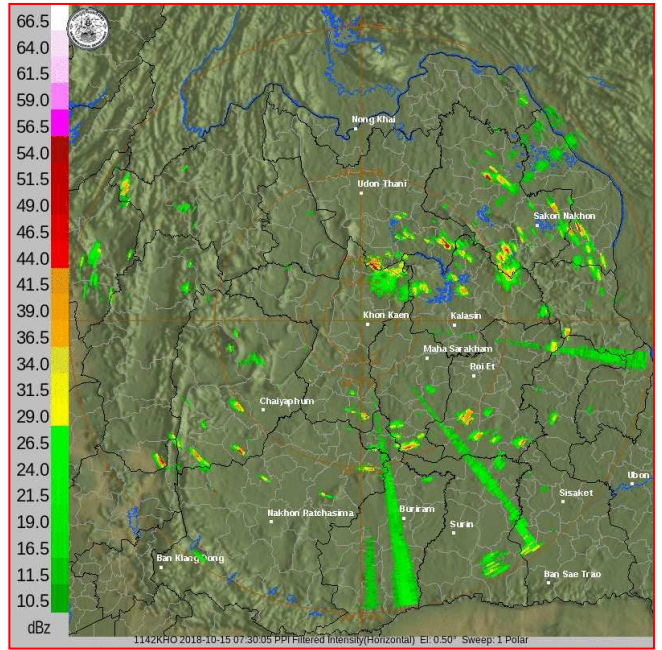 66.5
64.0
61.5
59.0
56.5
54.0
51.5
49.0
46.5
44.0
41.5
39.0
36.5
34.0
31.5
29.0
26.5
24.0
21.5
19.0
16.5
11.5
10.5
dBz
Nong Khai
Udon Thani
Sakon Nakhon
Khon Kaen
Kalasin
Maha Sarakham
Roi Et
Chaiyaphum
Ubon
Sisaket
Nakhon Ratchasima
Buriram
Surin
Ban Klang Dong
Ban Sae Trao
1142KHO 2018-10-15 07:30:05 PPI Filtered Intensity(Horizontal) El: 0.50° Sweep: 1 Polar